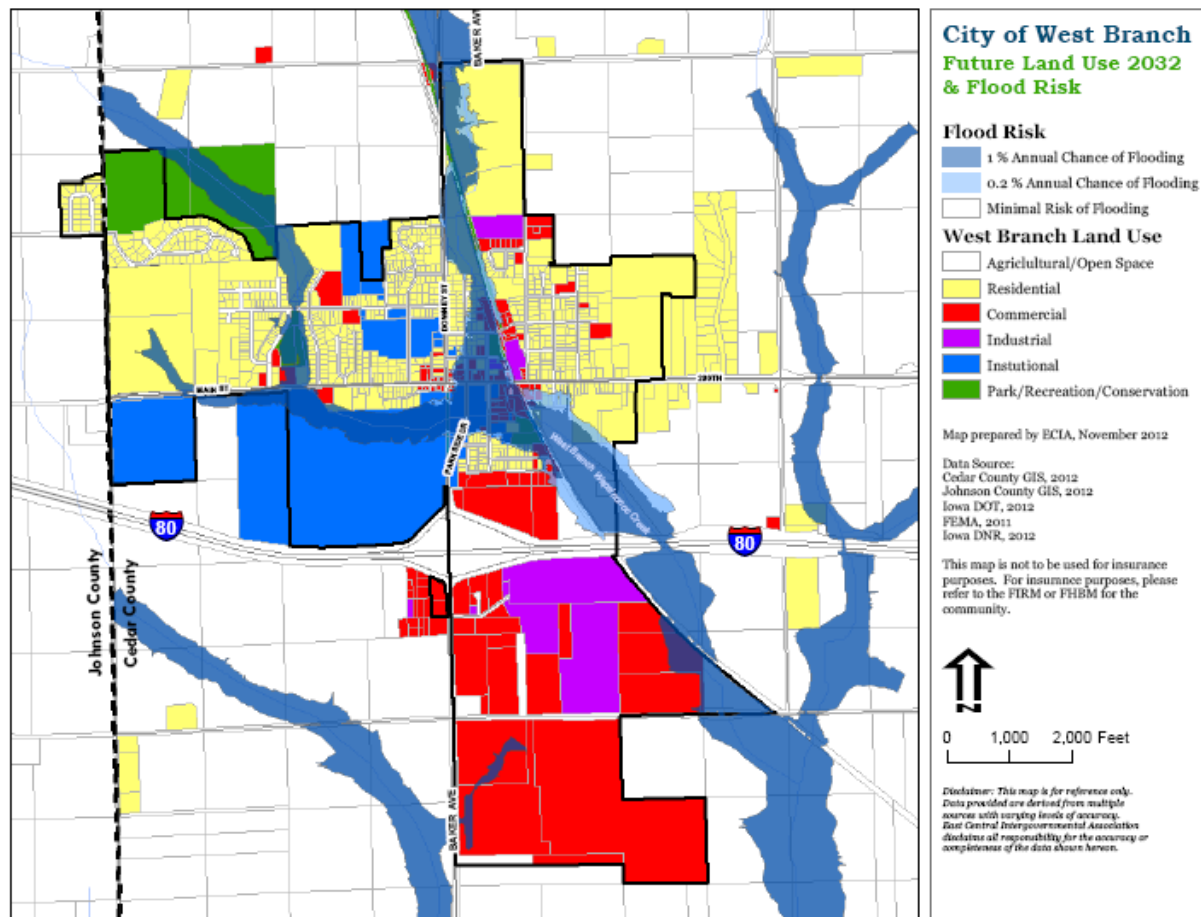 BAKER AVE
DOWNEY ST
MAIN ST
290TH
PARKSIDE DR
West Branch Wapsinonoc Creek
80
80
Johnson County
Cedar County
BAKER AVE
City of West Branch
Future Land Use 2032
& Flood Risk
Flood Risk
1 % Annual Chance of Flooding
0.2 % Annual Chance of Flooding
Minimal Risk of Flooding
West Branch Land Use
Agriclultural/Open Space
Residential
Commercial
Industrial
Instutional
Park/Recreation/Conservation
Map prepared by ECIA, November 2012
Data Source:
Cedar County GIS, 2012
Johnson County GIS, 2012
Iowa DOT, 2012
FEMA, 2011
Iowa DNR, 2012
This map is not to be used for insurance
purposes. For insurance purposes, please
refer to the FIRM or FHBM for the
community.
N
0 1,000 2,000 Feet
Disclaimer: This map is for reference only.
Data provided are derived from multiple
sources with varying levels of accuracy.
East Central Intergovernmental Association
disclaims all responsibility for the accuracy or
completeness of the data shown hereon.